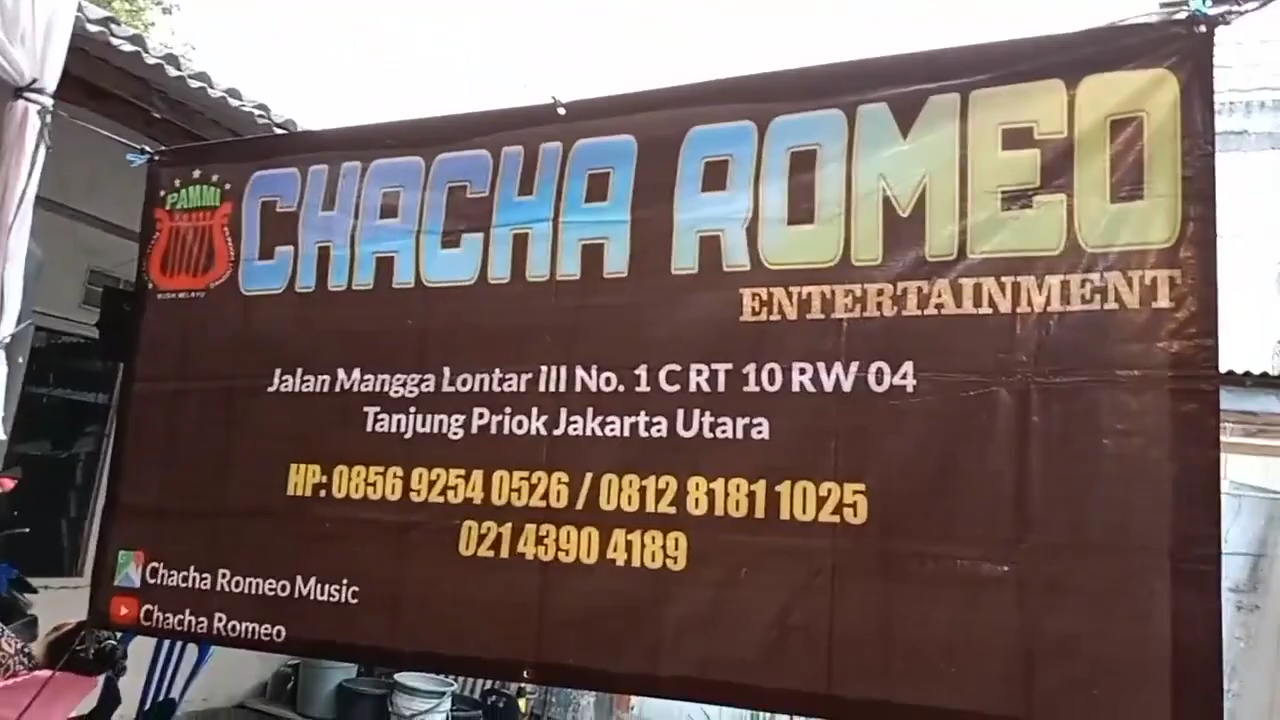 PAMMI
MUSIK MELAYU
CHACHA ROMEO
ENTERTAINMENT
Jalan Mangga Lontar III No. 1 C RT 10 RW 04
Tanjung Priok Jakarta Utara
HP: 0856 9254 0526 / 0812 8181 1025
021 4390 4189
Chacha Romeo Music
Chacha Romeo